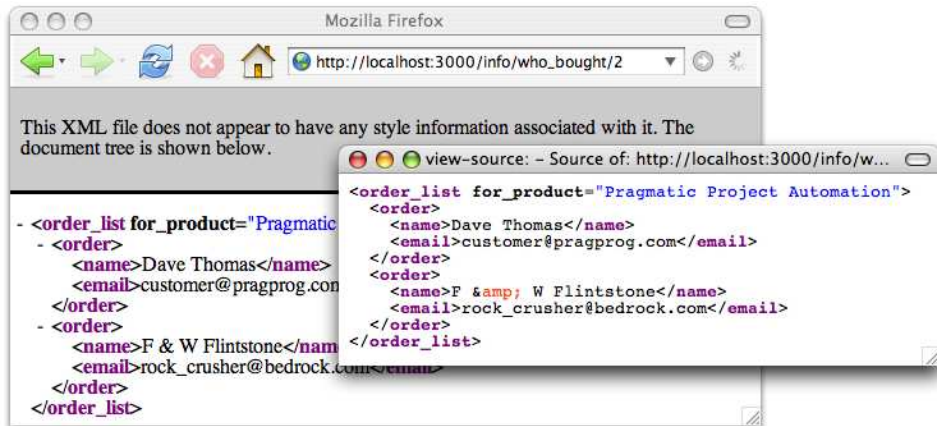 Mozilla Firefox
http://localhost:3000/info/who_bought/2
This XML file does not appear to have any style information associated with it. The
document tree is shown below.
- <order_list for_product="Pragmatic
- <order>
<name>Dave Thomas</name>
<email>customer@pragprog.com
</order>
- <order>
<name>F & W Flintstone</name
<email>rock_crusher@bedrock.com</email>
</order>
</order_list>
view-source: - Source of: http://localhost:3000/info/w...
<order_list for_product="Pragmatic Project Automation">
<order>
<name>Dave Thomas</name>
<email>customer@pragprog.com</email>
</order>
<order>
<name>F &amp; W Flintstone</name>
<email>rock_crusher@bedrock.com</email>
</order>
</order_list>